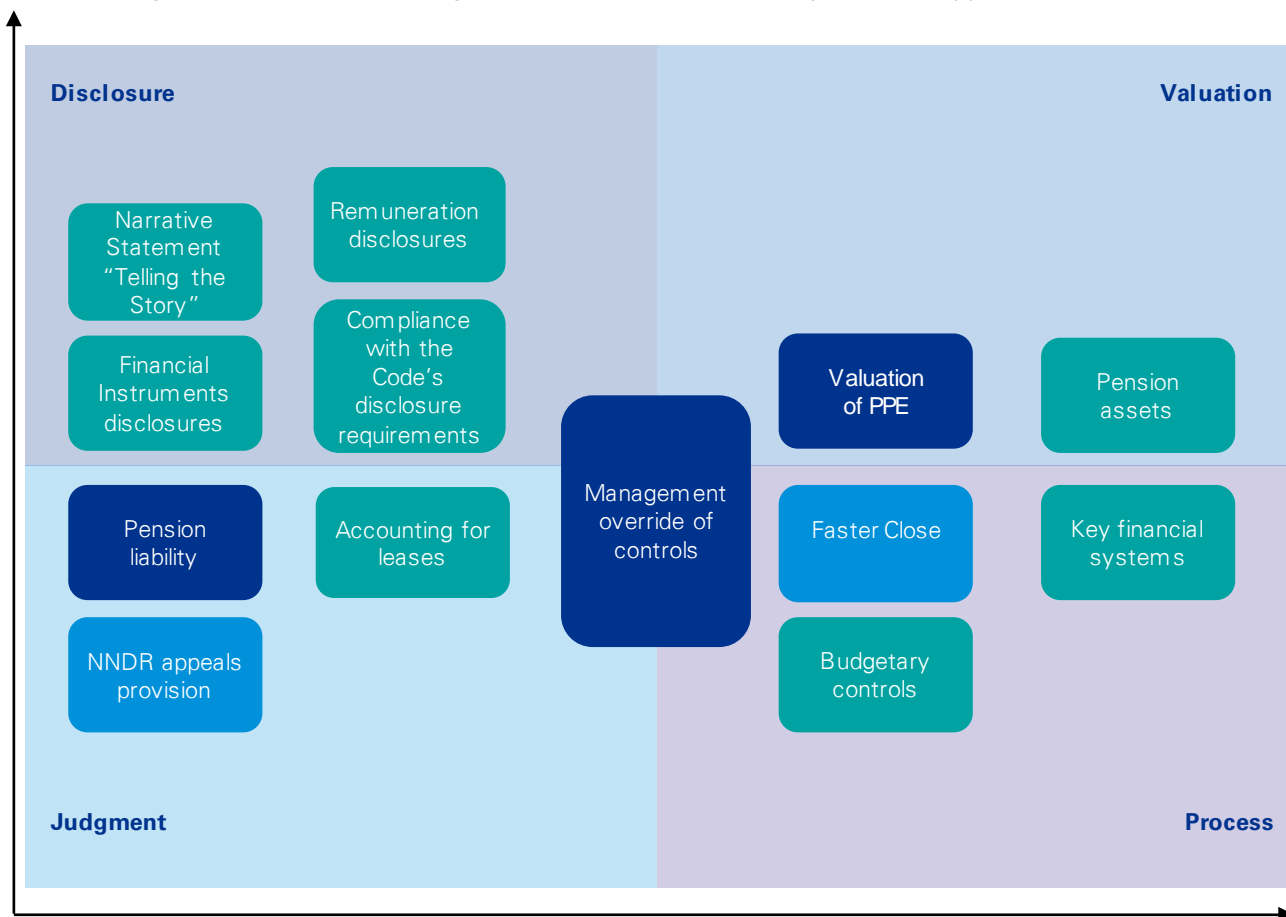 Disclosure
Valuation
Narrative
Statement
“Telling the
Story”
Remuneration
disclosures
Financial
Instruments
disclosures
Compliance
with the
Code’s
disclosure
requirements
Valuation
of PPE
Pension
assets
Management
override of
controls
Pension
liability
Accounting for
leases
Faster Close
Key financial
systems
NNDR appeals
provision
Budgetary
controls
Judgment
Process